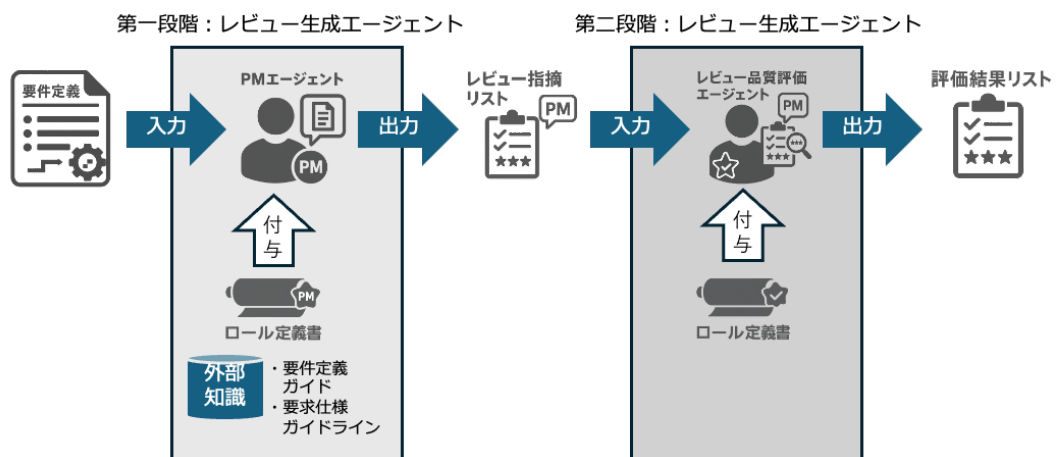 第一段階：レビュー生成エージェント
第二段階：レビュー生成エージェント
要件定義
入力
PMエージェント
PM
出力
レビュー指摘
リスト
PM
入力
レビュー品質評価
エージェント
PM
出力
評価結果リスト
付
与
PM
ロール定義書
外部
知識
・要件定義
ガイド
・要求仕様
ガイドライン
付
与
ロール定義書